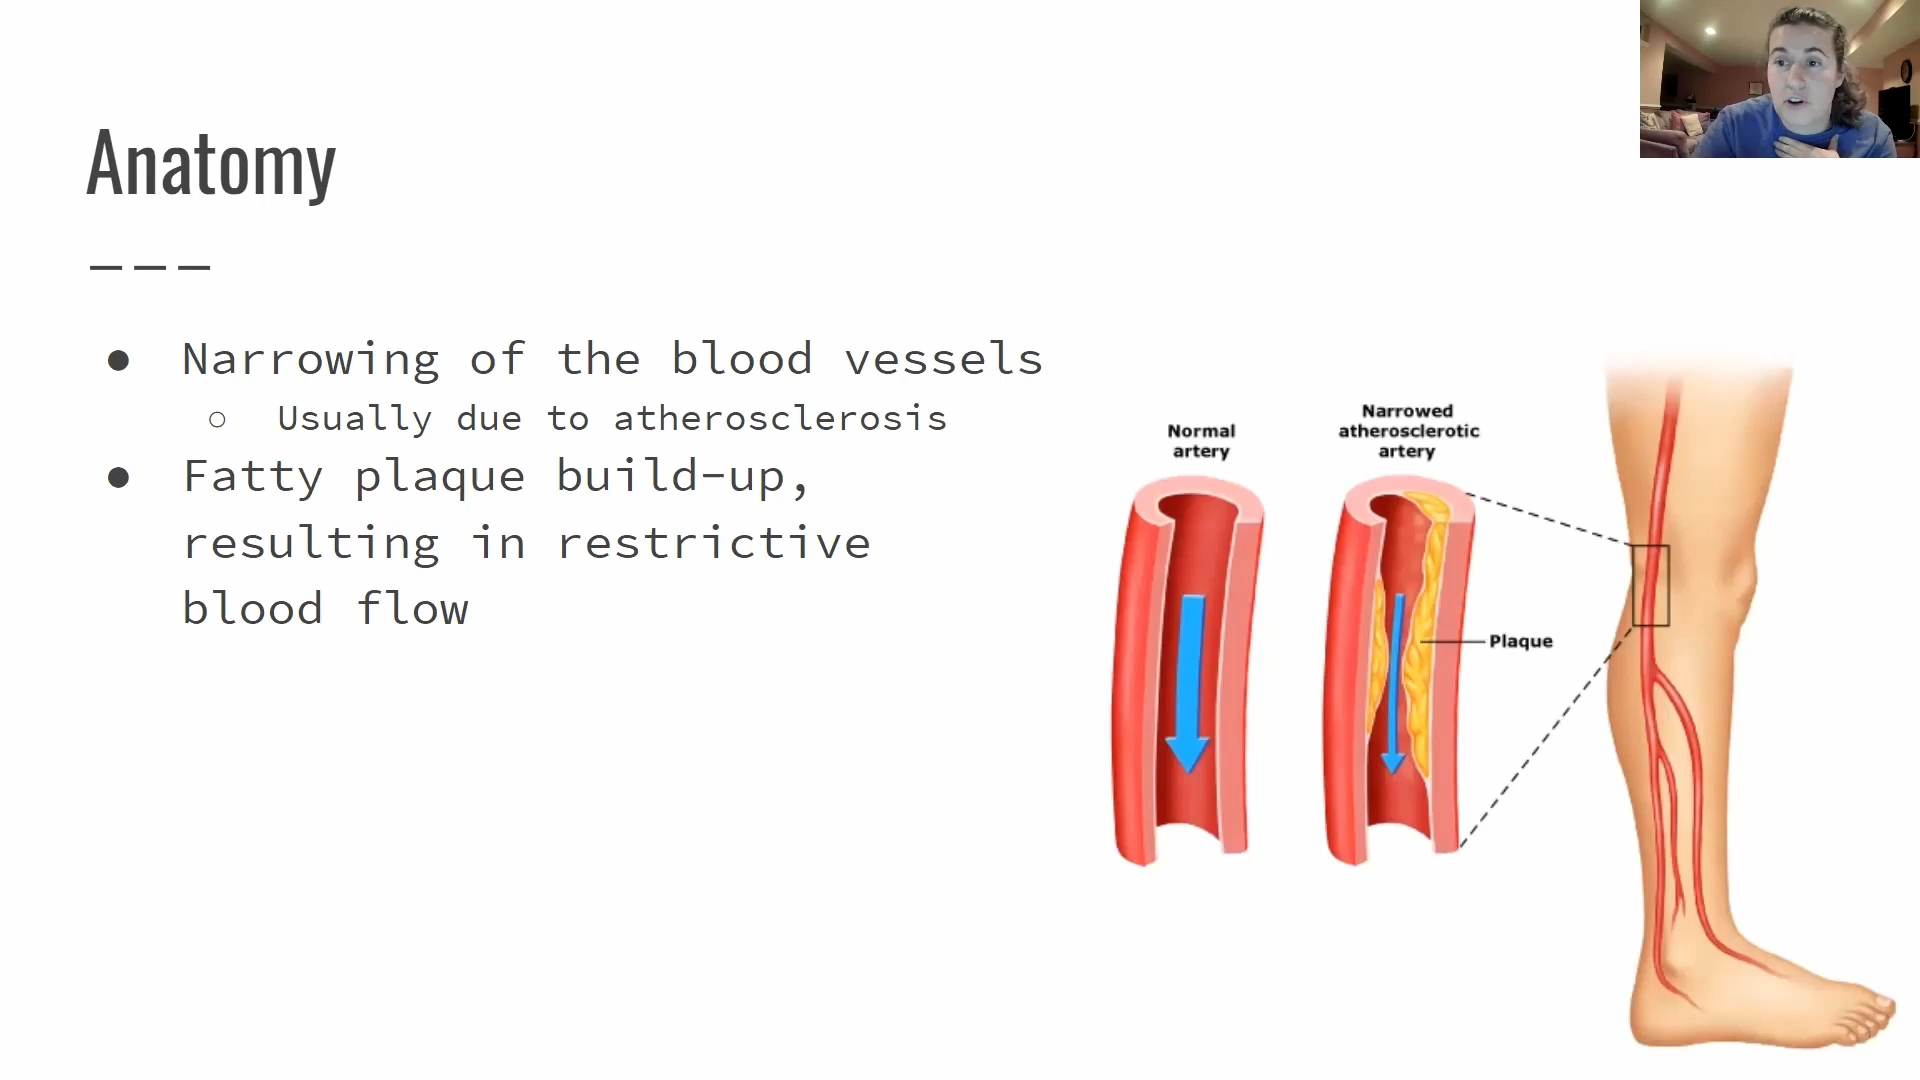 Anatomy
Narrowing of the blood vessels
Usually due to atherosclerosis
Fatty plaque build-up,
resulting in restrictive
blood flow
Normal
artery
Narrowed
atherosclerotic
artery
Plaque